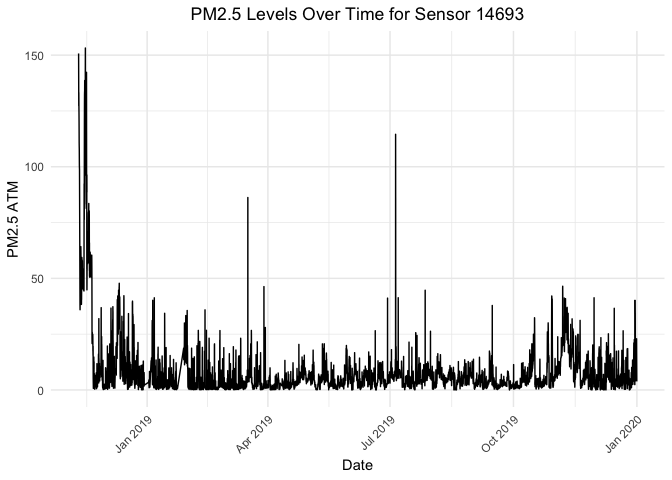 PM2.5 Levels Over Time for Sensor 14693
150
100
50
0
PM2.5 ATM
Jan 2019
Apr 2019
Jul 2019
Oct 2019
Jan 2020
Date